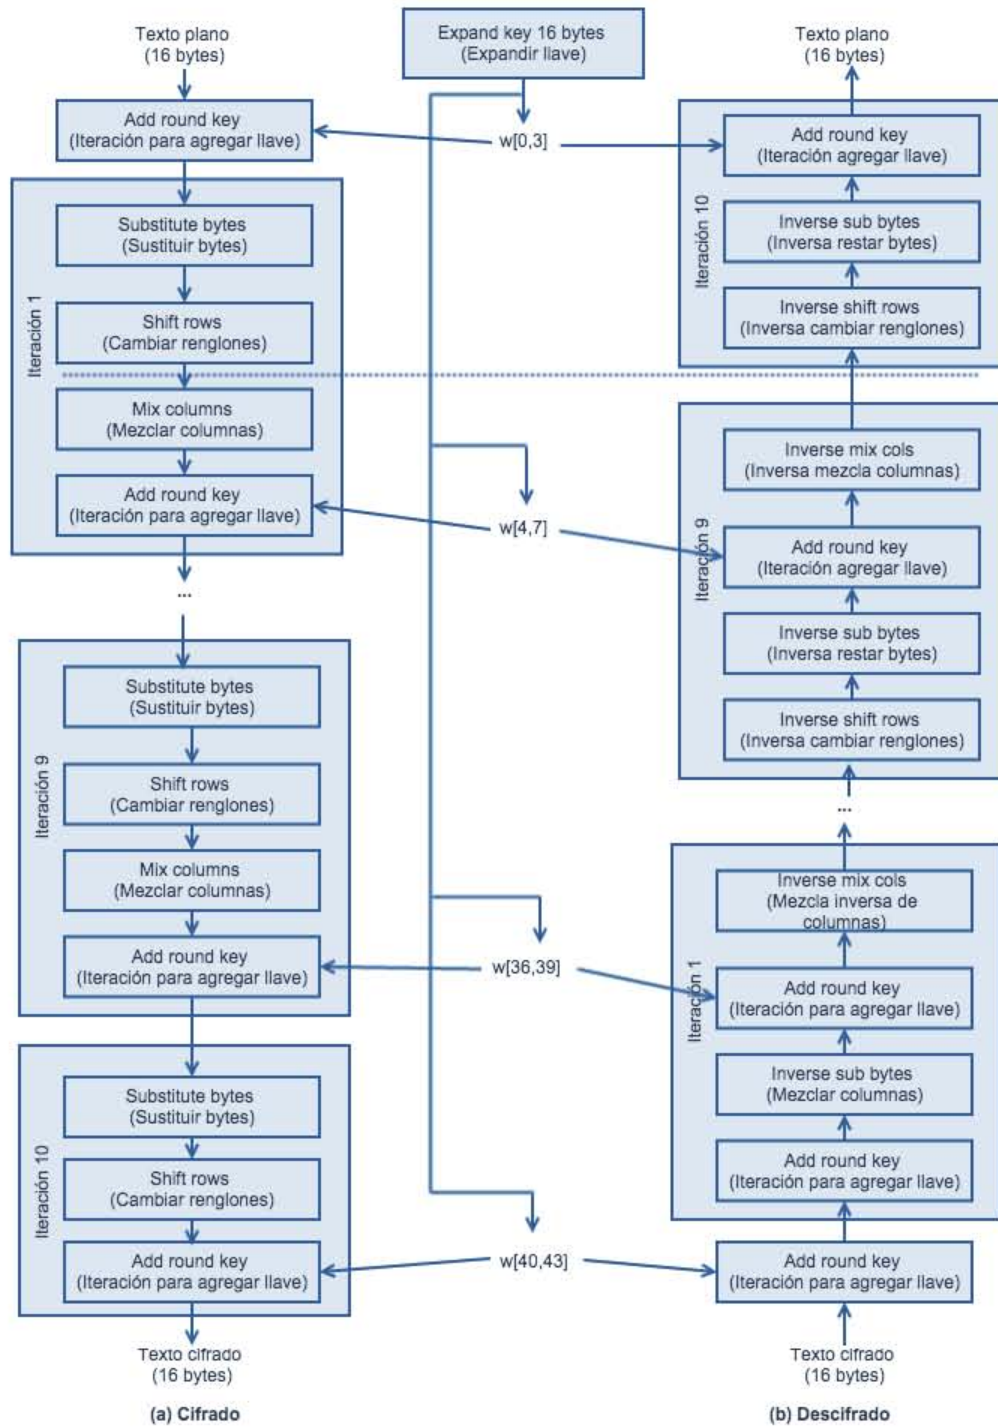 Texto plano
(16 bytes)
Add round key
(Iteración para agregar llave)
Iteración 1
Substitute bytes
(Sustituir bytes)
Shift rows
(Cambiar renglones)
Mix columns
(Mezclar columnas)
Add round key
(Iteración para agregar llave)
...
Iteración 9
Substitute bytes
(Sustituir bytes)
Shift rows
(Cambiar renglones)
Mix columns
(Mezclar columnas)
Add round key
(Iteración para agregar llave)
Iteración 10
Substitute bytes
(Sustituir bytes)
Shift rows
(Cambiar renglones)
Add round key
(Iteración para agregar llave)
Texto cifrado
(16 bytes)
(a) Cifrado
Expand key 16 bytes
(Expandir llave)
w[0,3]
w[4,7]
w[36,39]
w[40,43]
Texto plano
(16 bytes)
Iteración 10
Add round key
(Iteración agregar llave)
Inverse sub bytes
(Inversa restar bytes)
Inverse shift rows
(Inversa cambiar renglones)
Iteración 9
Inverse mix cols
(Inversa mezcla columnas)
Add round key
(Iteración agregar llave)
Inverse sub bytes
(Inversa restar bytes)
Inverse shift rows
(Inversa cambiar renglones)
...
Iteración 1
Inverse mix cols
(Mezcla inversa de
columnas)
Add round key
(Iteración para agregar llave)
Inverse sub bytes
(Mezclar columnas)
Add round key
(Iteración para agregar llave)
Add round key
(Iteración para agregar llave)
Texto cifrado
(16 bytes)
(b) Descifrado